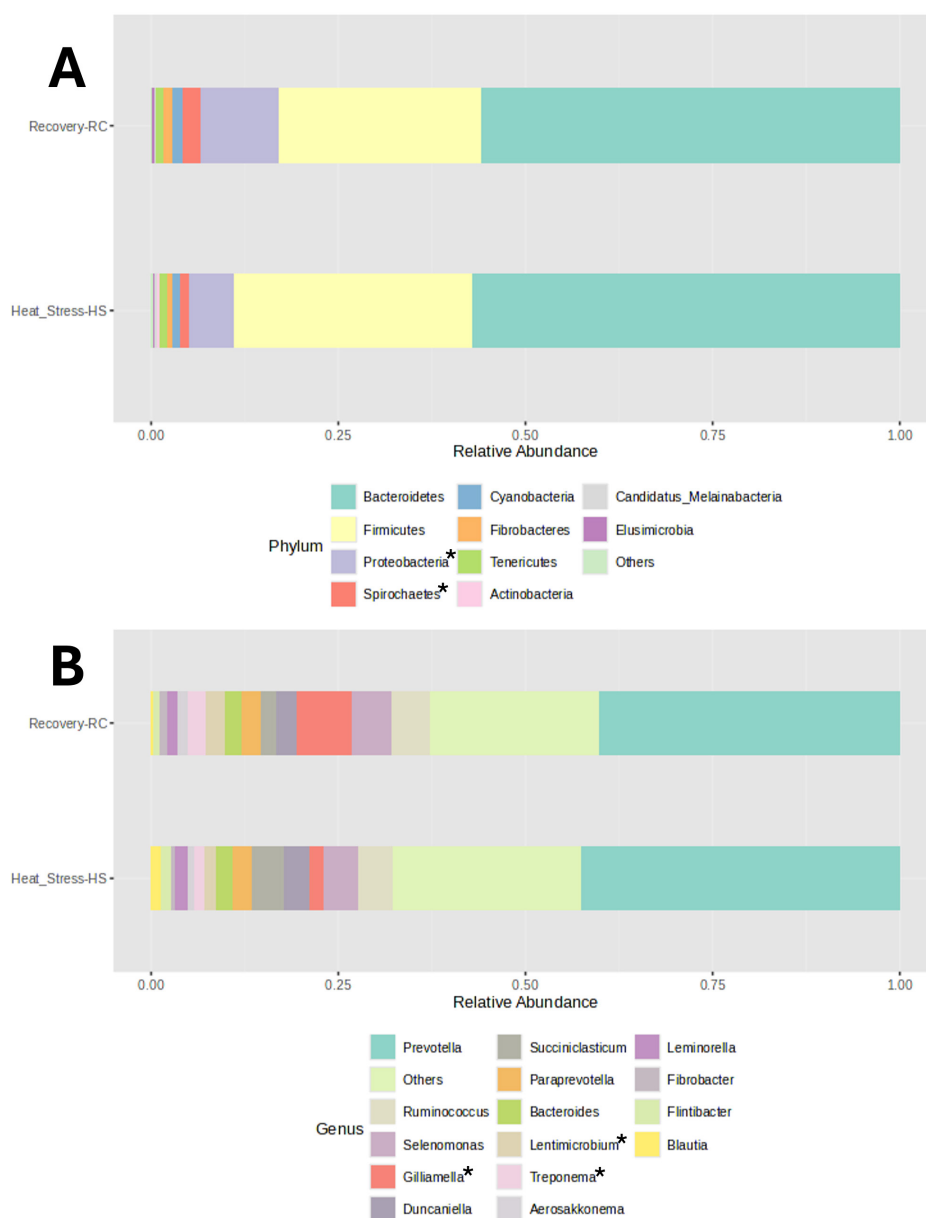 A
Recovery-RC
Heat_Stress-HS
0.00 0.25 0.50 0.75 1.00
Relative Abundance
Phylum
Bacteroidetes Cyanobacteria Candidatus_Melainabacteria
Firmicutes Fibrobacteres Elusimicrobia
Proteobacteria* Tenericutes Others
Spirochaetes* Actinobacteria
B
Recovery-RC
Heat_Stress-HS
0.00 0.25 0.50 0.75 1.00
Relative Abundance
Genus
Prevotella Succiniclasticum Leminorella
Others Paraprevotella Fibrobacter
Ruminococcus Bacteroides Flintibacter
Selenomonas Lentimicrobium* Blautia
Gilliamella* Treponema*
Duncaniella Aerosakkonema